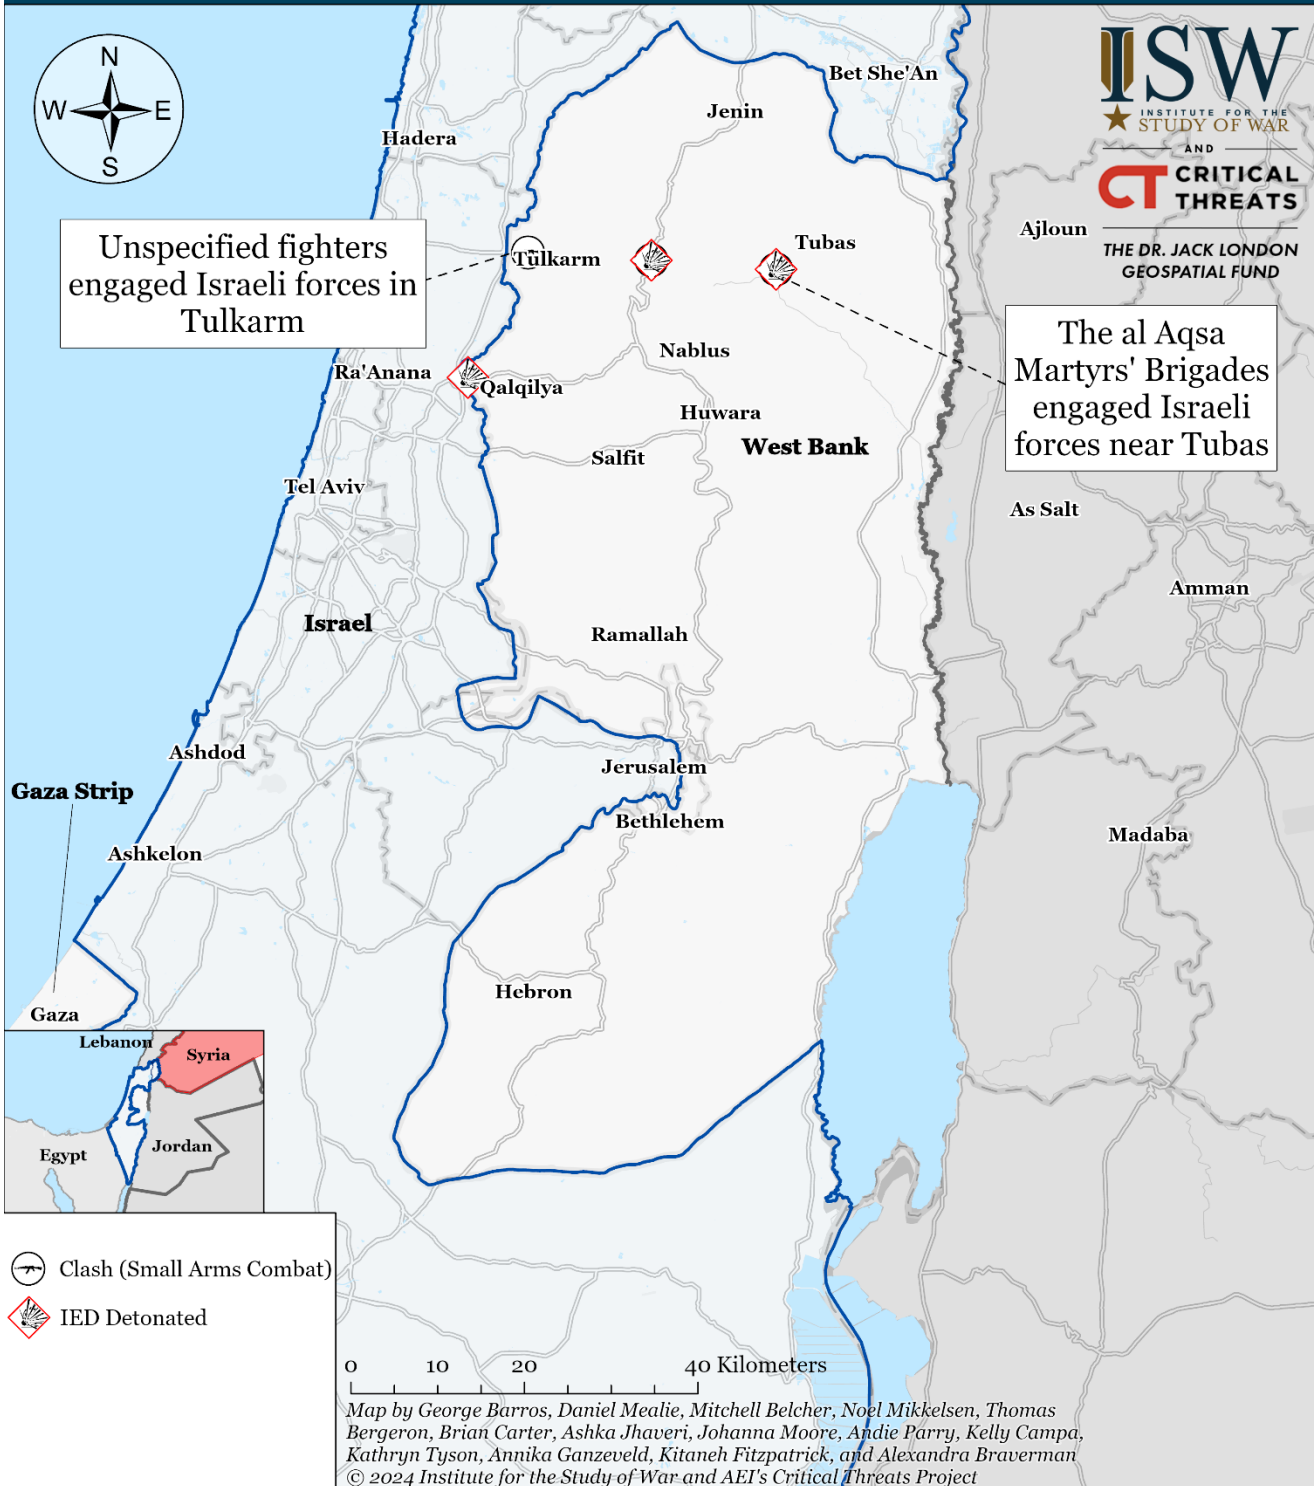 N
W
E
S
ISW
INSTITUTE FOR THE
STUDY OF WAR
AND
CT CRITICAL
THREATS
THE DR. JACK LONDON
GEOSPATIAL FUND
Bet She'An
Jenin
Hadera
Ajloun
Unspecified fighters
engaged Israeli forces in
Tulkarm
Tulkarm
Tubas
The al Aqsa
Martyrs' Brigades
engaged Israeli
forces near Tubas
Nablus
Ra'Anana
Qalqilya
Huwara
West Bank
Salfit
Tel Aviv
As Salt
Amman
Israel
Ramallah
Ashdod
Jerusalem
Gaza Strip
Bethlehem
Madaba
Ashkelon
Hebron
Gaza
Lebanon
Syria
Jordan
Egypt
Clash (Small Arms Combat)
IED Detonated
0 10 20 40 Kilometers
Map by George Barros, Daniel Mealie, Mitchell Belcher, Noel Mikkelsen, Thomas
Bergeron, Brian Carter, Ashka Jhaveri, Johanna Moore, Andie Parry, Kelly Campa,
Kathryn Tyson, Annika Ganzeveld, Kitaneh Fitzpatrick, and Alexandra Braverman
© 2024 Institute for the Study of War and AEI's Critical Threats Project